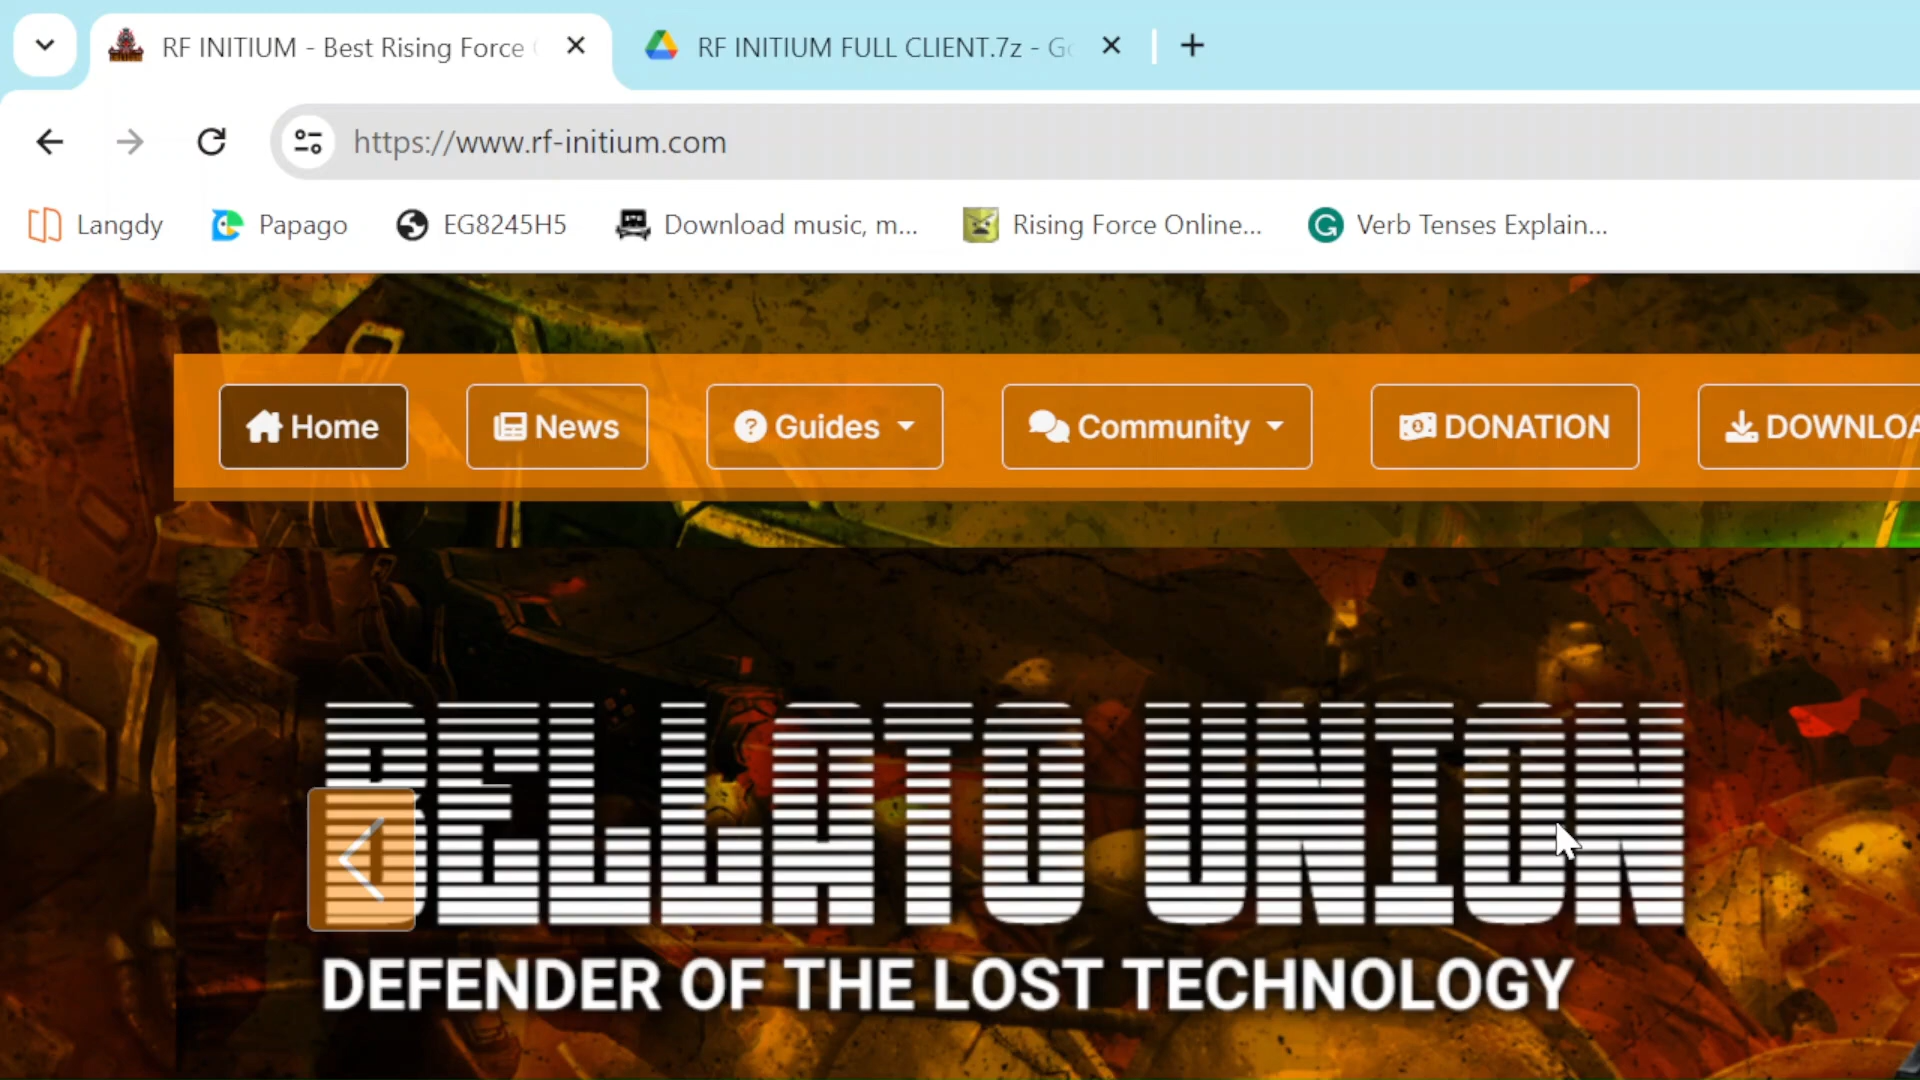 RF INITIUM - Best Rising Force
RF INITIUM FULL CLIENT.7z - Go
https://www.rf-initium.com
Langdy
Papago
EG8245H5
Download music, m...
Rising Force Online...
Verb Tenses Explain...
Home
News
Guides
Community
DONATION
DOWNLOA
BELLATO UNION
DEFENDER OF THE LOST TECHNOLOGY